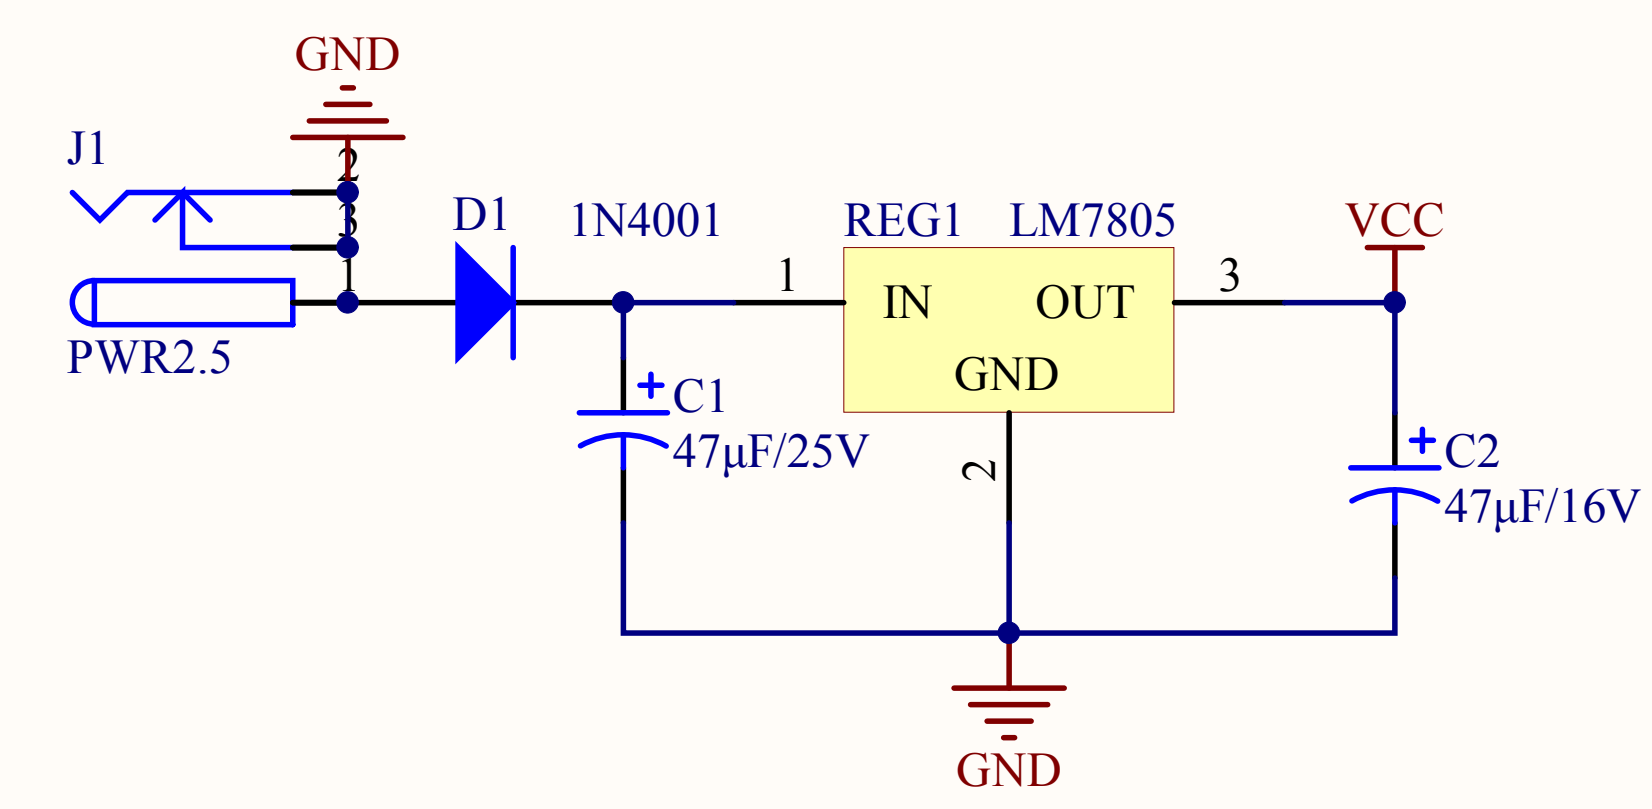 GND
J1
2
3
1
PWR2.5
D1
1N4001
1
REG1
LM7805
IN
OUT
GND
3
VCC
2
C1
47µF/25V
C2
47µF/16V
GND